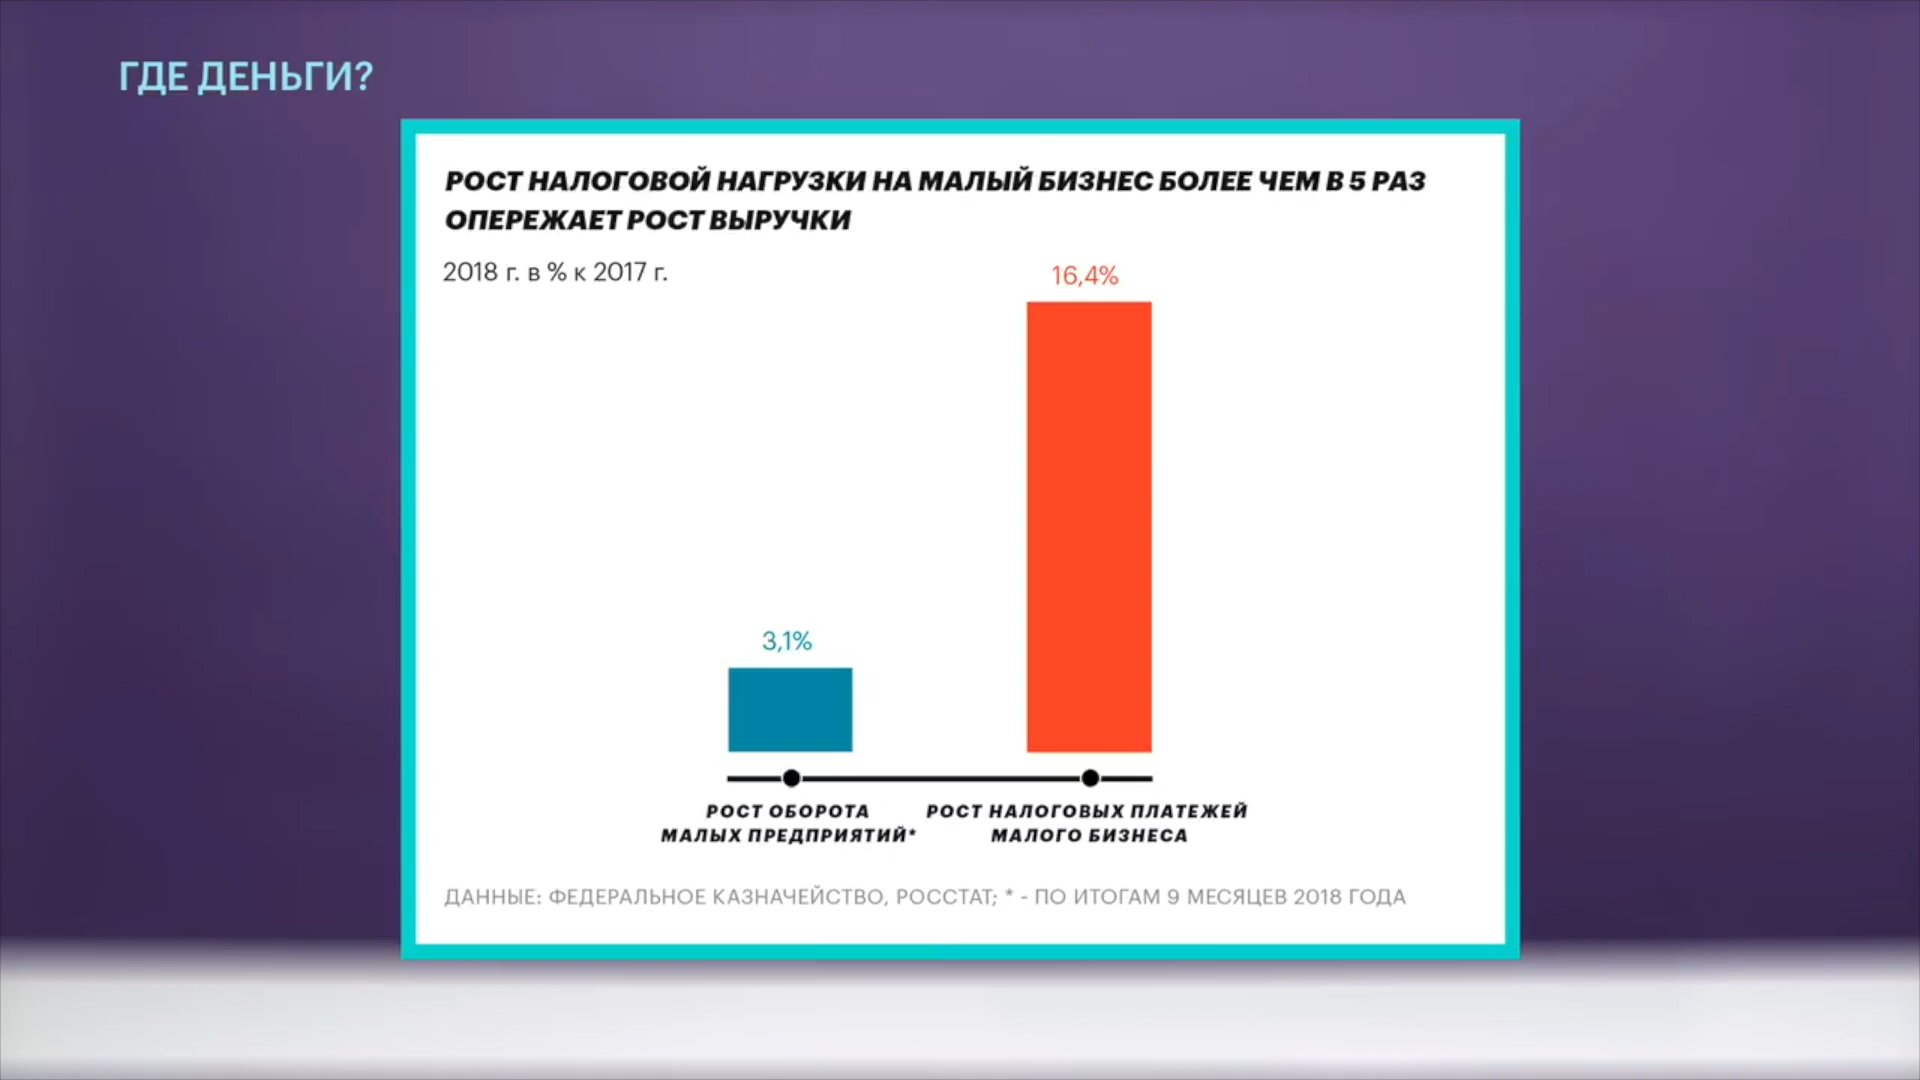 ГДЕ ДЕНЬГИ?
РОСТ НАЛОГОВОЙ НАГРУЗКИ НА МАЛЫЙ БИЗНЕС БОЛЕЕ ЧЕМ В 5 РАЗ
ОПЕРЕЖАЕТ РОСТ ВЫРУЧКИ
2018 г. в % к 2017 г.
16,4%
3,1%
РОСТ ОБОРОТА
МАЛЫХ ПРЕДПРИЯТИЙ*
РОСТ НАЛОГОВЫХ ПЛАТЕЖЕЙ
МАЛОГО БИЗНЕСА
ДАННЫЕ: ФЕДЕРАЛЬНОЕ КАЗНАЧЕЙСТВО, РОССТАТ; * - ПО ИТОГАМ 9 МЕСЯЦЕВ 2018 ГОДА